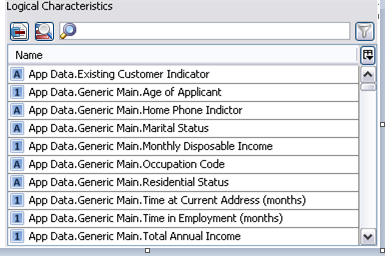 Logical Characteristics
Name
A App Data.Existing Customer Indicator
1 App Data.Generic Main.Age of Applicant
A App Data.Generic Main.Home Phone Indictor
A App Data.Generic Main.Marital Status
1 App Data.Generic Main.Monthly Disposable Income
A App Data.Generic Main.Occupation Code
A App Data.Generic Main.Residential Status
1 App Data.Generic Main.Time at Current Address (months)
1 App Data.Generic Main.Time in Employment (months)
1 App Data.Generic Main.Total Annual Income